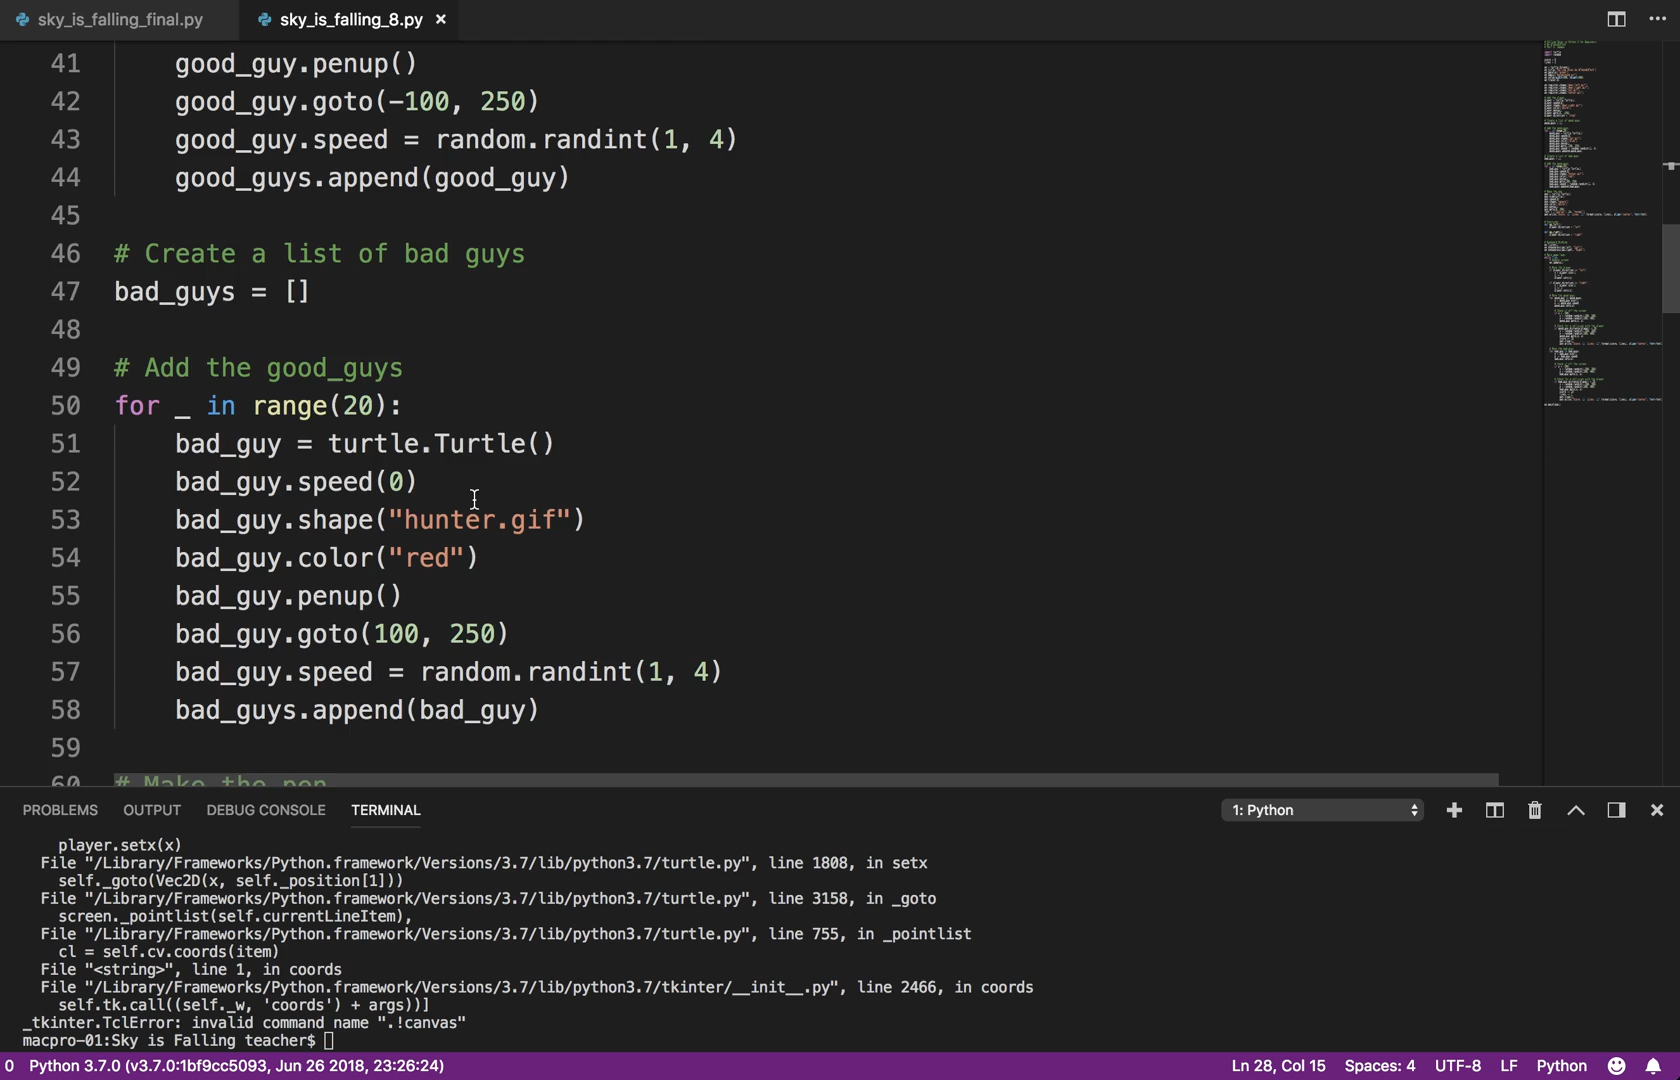 sky_is_falling_final.py
sky_is_falling_8.py ×
41 good_guy.penup()
42 good_guy.goto(-100, 250)
43 good_guy.speed = random.randint(1, 4)
44 good_guys.append(good_guy)
45
46 # Create a list of bad guys
47 bad_guys = []
48
49 # Add the good_guys
50 for _ in range(20):
51 bad_guy = turtle.Turtle()
52 bad_guy.speed(0)
53 bad_guy.shape("hunter.gif")
54 bad_guy.color("red")
55 bad_guy.penup()
56 bad_guy.goto(100, 250)
57 bad_guy.speed = random.randint(1, 4)
58 bad_guys.append(bad_guy)
59
60 # Make the pen
PROBLEMS OUTPUT DEBUG CONSOLE TERMINAL 1: Python
player.setx(x)
File "/Library/Frameworks/Python.framework/Versions/3.7/lib/python3.7/turtle.py", line 1808, in setx
self._goto(Vec2D(x, self._position[1]))
File "/Library/Frameworks/Python.framework/Versions/3.7/lib/python3.7/turtle.py", line 3158, in _goto
screen._pointlist(self.currentLineItem),
File "/Library/Frameworks/Python.framework/Versions/3.7/lib/python3.7/turtle.py", line 755, in _pointlist
cl = self.cv.coords(item)
File "<string>", line 1, in coords
File "/Library/Frameworks/Python.framework/Versions/3.7/lib/python3.7/tkinter/__init__.py", line 2466, in coords
self.tk.call((self._w, 'coords') + args))]
_tkinter.TclError: invalid command name ".!canvas"
macpro-01:Sky is Falling teacher$
0 Python 3.7.0 (v3.7.0:1bf9cc5093, Jun 26 2018, 23:26:24) Ln 28, Col 15 Spaces: 4 UTF-8 LF Python